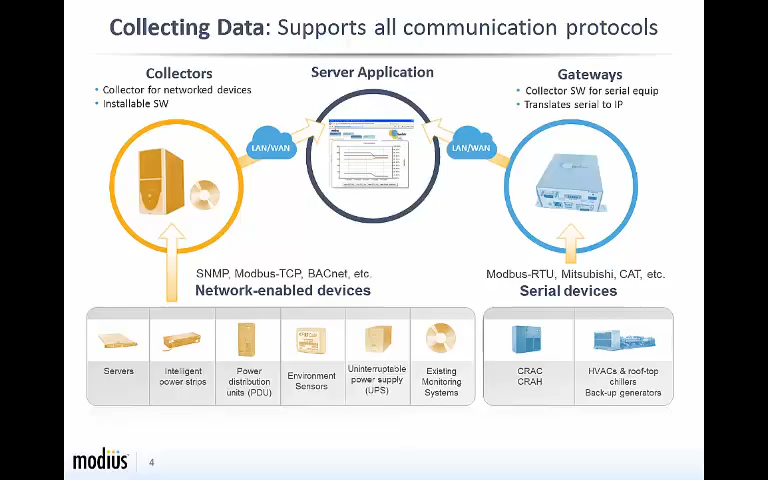 Collecting Data: Supports all communication protocols
Collectors
• Collector for networked devices
• Installable SW
Server Application
Gateways
• Collector SW for serial equip
• Translates serial to IP
LAN/WAN
LAN/WAN
SNMP, Modbus-TCP, BACnet, etc.
Network-enabled devices
Modbus-RTU, Mitsubishi, CAT, etc.
Serial devices
Servers
Intelligent
power strips
Power
distribution
units (PDU)
Environment
Sensors
Uninterruptable
power supply
(UPS)
Existing
Monitoring
Systems
CRAC
CRAH
HVACs & roof-top
chillers
Back-up generators
modius
4